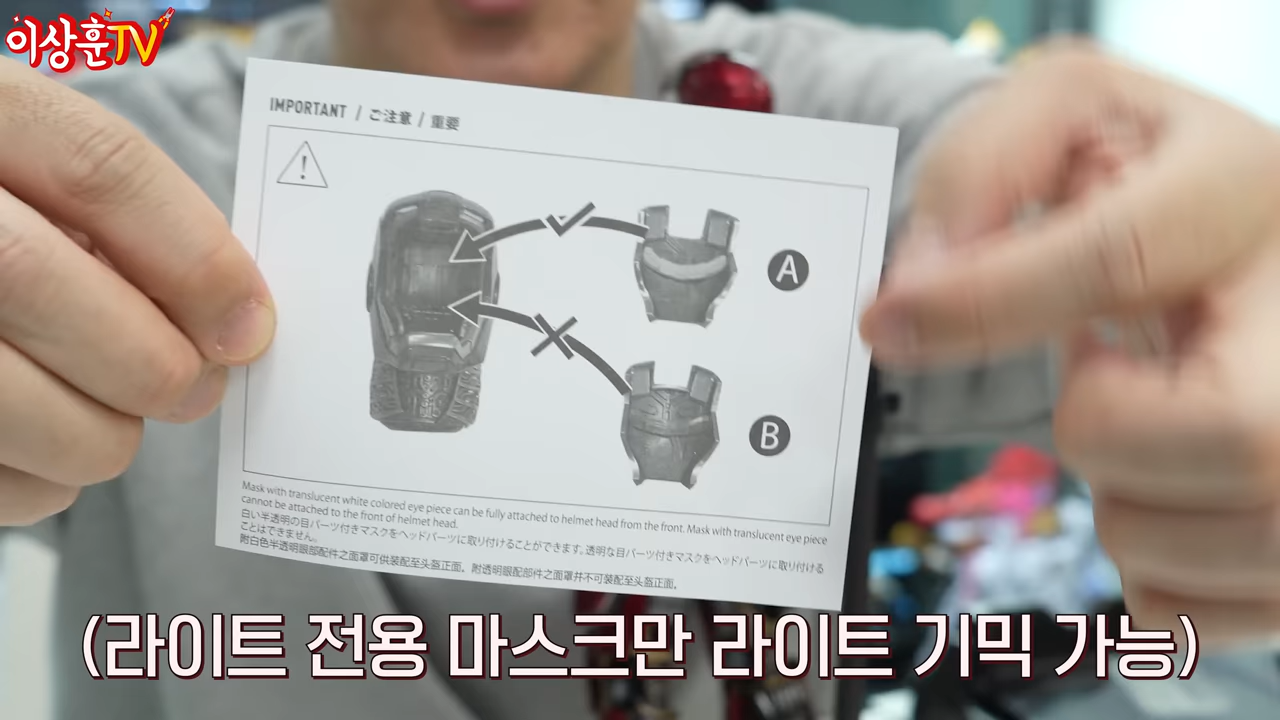 이상훈TV
IMPORTANT / ご注意 / 重要
!
A
B
Mask with translucent white colored eye piece can be fully attached to helmet head from the front. Mask with translucent eye piece
cannot be attached to the front of helmet head.
白い半透明の目パーツ付きマスクをヘッドパーツに取り付けることができます。透明な目パーツ付きマスクをヘッドパーツに取り付ける
ことはできません。
附白色半透明眼部配件之面罩可供装配至头盔正面。附透明眼配部件之面罩并不可装配至头盔正面。
(라이트 전용 마스크만 라이트 기믹 가능)